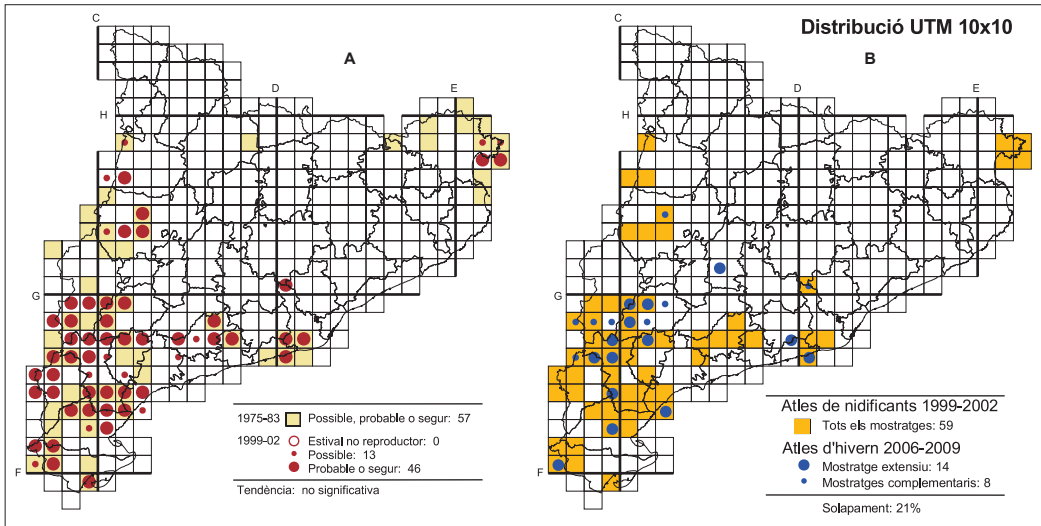 Distribució UTM 10x10
A
C
D
E
H
G
F
1975-83 Possible, probable o segur: 57
1999-02 Estival no reproductor: 0
Possible: 13
Probable o segur: 46
Tendència: no significativa
B
C
D
E
H
G
F
Atles de nidificants 1999-2002
Tots els mostratges: 59
Atles d'hivern 2006-2009
Mostratge extensiu: 14
Mostratges complementaris: 8
Solapament: 21%